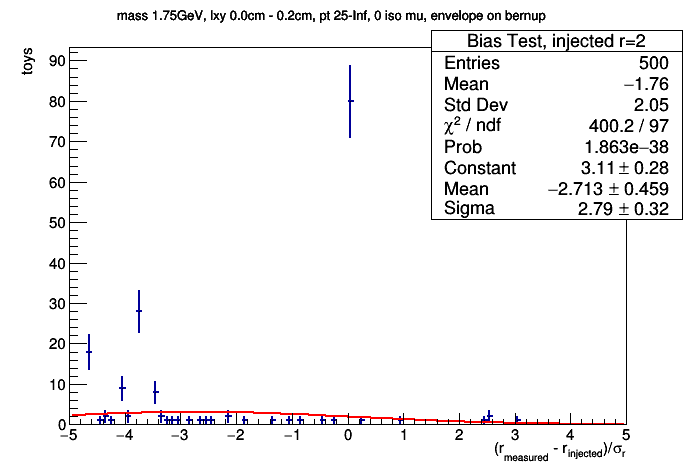 mass 1.75GeV, lxy 0.0cm - 0.2cm, pt 25-Inf, 0 iso mu, envelope on bernup
Bias Test, injected r=2
Entries 500
Mean −1.76
Std Dev 2.05
χ² / ndf 400.2 / 97
Prob 1.863e−38
Constant 3.11 ± 0.28
Mean −2.713 ± 0.459
Sigma 2.79 ± 0.32
toys
90
80
70
60
50
40
30
20
10
0
−5 −4 −3 −2 −1 0 1 2 3 4 5
(r_measured - r_injected)/σ_r